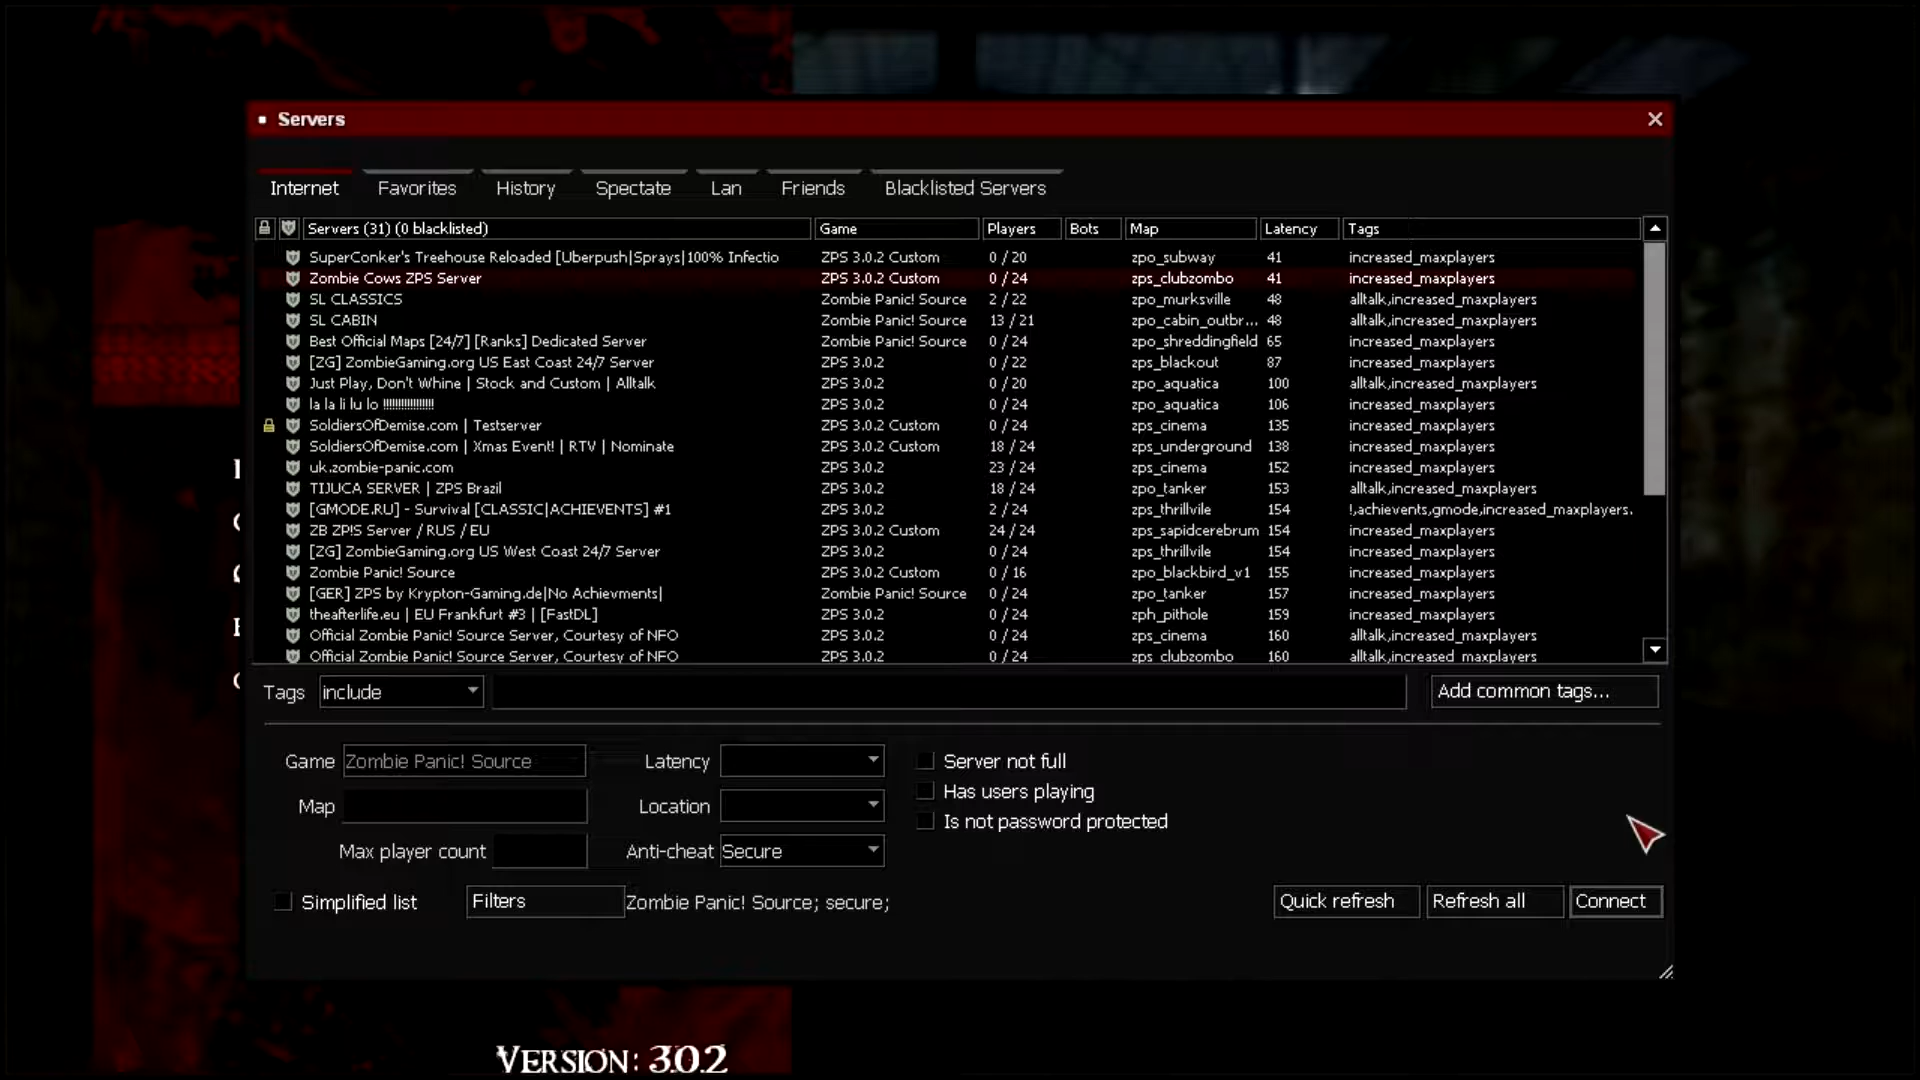 Servers
Internet Favorites History Spectate Lan Friends Blacklisted Servers
Servers (31) (0 blacklisted) Game Players Bots Map Latency Tags
SuperConker's Treehouse Reloaded [Uberpush|Sprays|100% Infectio ZPS 3.0.2 Custom 0 / 20 zpo_subway 41 increased_maxplayers
Zombie Cows ZPS Server ZPS 3.0.2 Custom 0 / 24 zps_clubzombo 41 increased_maxplayers
SL CLASSICS Zombie Panic! Source 2 / 22 zpo_murksville 48 alltalk,increased_maxplayers
SL CABIN Zombie Panic! Source 13 / 21 zpo_cabin_outbr... 48 alltalk,increased_maxplayers
Best Official Maps [24/7] [Ranks] Dedicated Server Zombie Panic! Source 0 / 24 zpo_shreddingfield 65 increased_maxplayers
[ZG] ZombieGaming.org US East Coast 24/7 Server ZPS 3.0.2 0 / 22 zps_blackout 87 increased_maxplayers
Just Play, Don't Whine | Stock and Custom | Alltalk ZPS 3.0.2 0 / 20 zpo_aquatica 100 alltalk,increased_maxplayers
la la li lu lo !!!!!!!!!!!!!!!! ZPS 3.0.2 0 / 24 zpo_aquatica 106 increased_maxplayers
SoldiersOfDemise.com | Testserver ZPS 3.0.2 Custom 0 / 24 zps_cinema 135 increased_maxplayers
SoldiersOfDemise.com | Xmas Event! | RTV | Nominate ZPS 3.0.2 Custom 18 / 24 zps_underground 138 increased_maxplayers
uk.zombie-panic.com ZPS 3.0.2 23 / 24 zps_cinema 152 increased_maxplayers
TIJUCA SERVER | ZPS Brazil ZPS 3.0.2 18 / 24 zpo_tanker 153 alltalk,increased_maxplayers
[GMODE.RU] - Survival [CLASSIC|ACHIEVENTS] #1 ZPS 3.0.2 2 / 24 zps_thrillvile 154 !,achievents,gmode,increased_maxplayers.
ZB ZP!S Server / RUS / EU ZPS 3.0.2 Custom 24 / 24 zps_sapidcerebrum 154 increased_maxplayers
[ZG] ZombieGaming.org US West Coast 24/7 Server ZPS 3.0.2 0 / 24 zps_thrillvile 154 increased_maxplayers
Zombie Panic! Source ZPS 3.0.2 Custom 0 / 16 zpo_blackbird_v1 155 increased_maxplayers
[GER] ZPS by Krypton-Gaming.de|No Achievments| Zombie Panic! Source 0 / 24 zpo_tanker 157 increased_maxplayers
theafterlife.eu | EU Frankfurt #3 | [FastDL] ZPS 3.0.2 0 / 24 zph_pithole 159 increased_maxplayers
Official Zombie Panic! Source Server, Courtesy of NFO ZPS 3.0.2 0 / 24 zps_cinema 160 alltalk,increased_maxplayers
Official Zombie Panic! Source Server, Courtesy of NFO ZPS 3.0.2 0 / 24 zps_clubzombo 160 alltalk,increased_maxplayers
Tags include Add common tags...
Game Zombie Panic! Source Latency Server not full
Has users playing
Map Location
Is not password protected
Max player count Anti-cheat Secure
Simplified list Filters Zombie Panic! Source; secure; Quick refresh Refresh all Connect
VERSION: 3.0.2